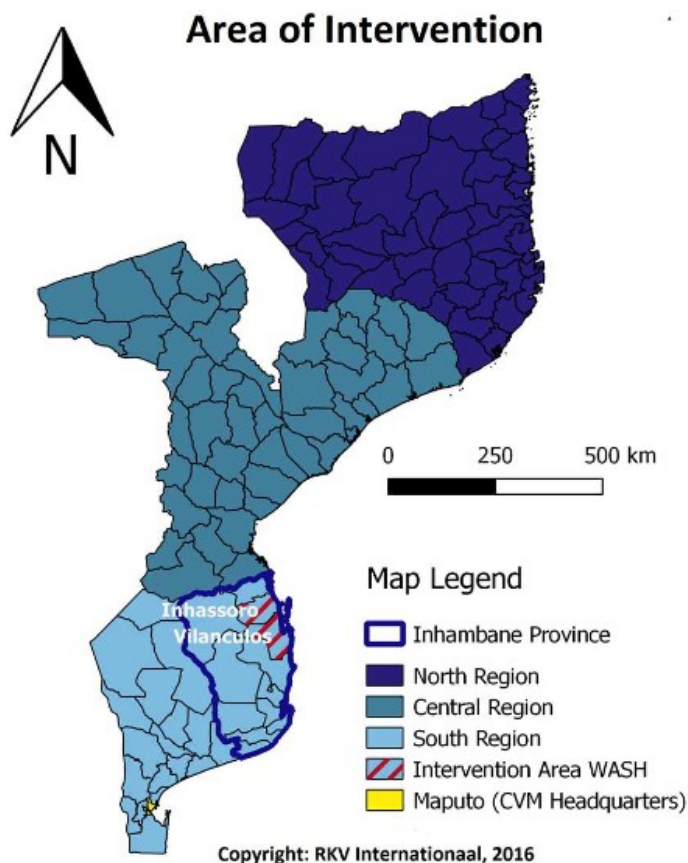 Area of Intervention
N
0 250 500 km
Inhassoro
Vilanculos
Map Legend
Inhambane Province
North Region
Central Region
South Region
Intervention Area WASH
Maputo (CVM Headquarters)
Copyright: RKV Internationaal, 2016